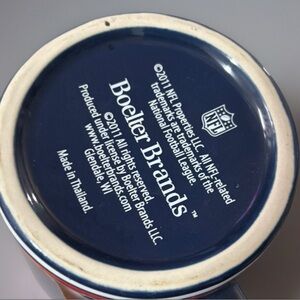 NFL
©2011 NFL Properties LLC. All NFL-related
trademarks are trademarks of the
National Football League.
Boelter Brands™
©2011 All rights reserved.
Produced under license by Boelter Brands LLC.
www.boelterbrands.com
Glendale, WI
Made in Thailand.